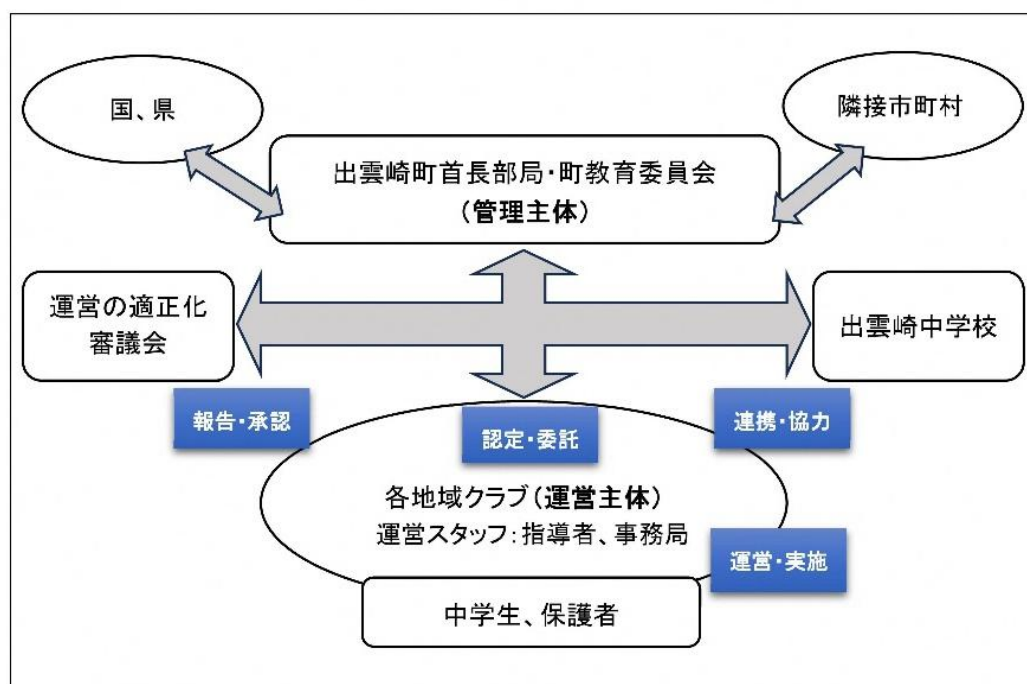 国、県
隣接市町村
出雲崎町首長部局・町教育委員会
（管理主体）
運営の適正化
審議会
出雲崎中学校
報告・承認
認定・委託
連携・協力
各地域クラブ（運営主体）
運営スタッフ：指導者、事務局
運営・実施
中学生、保護者